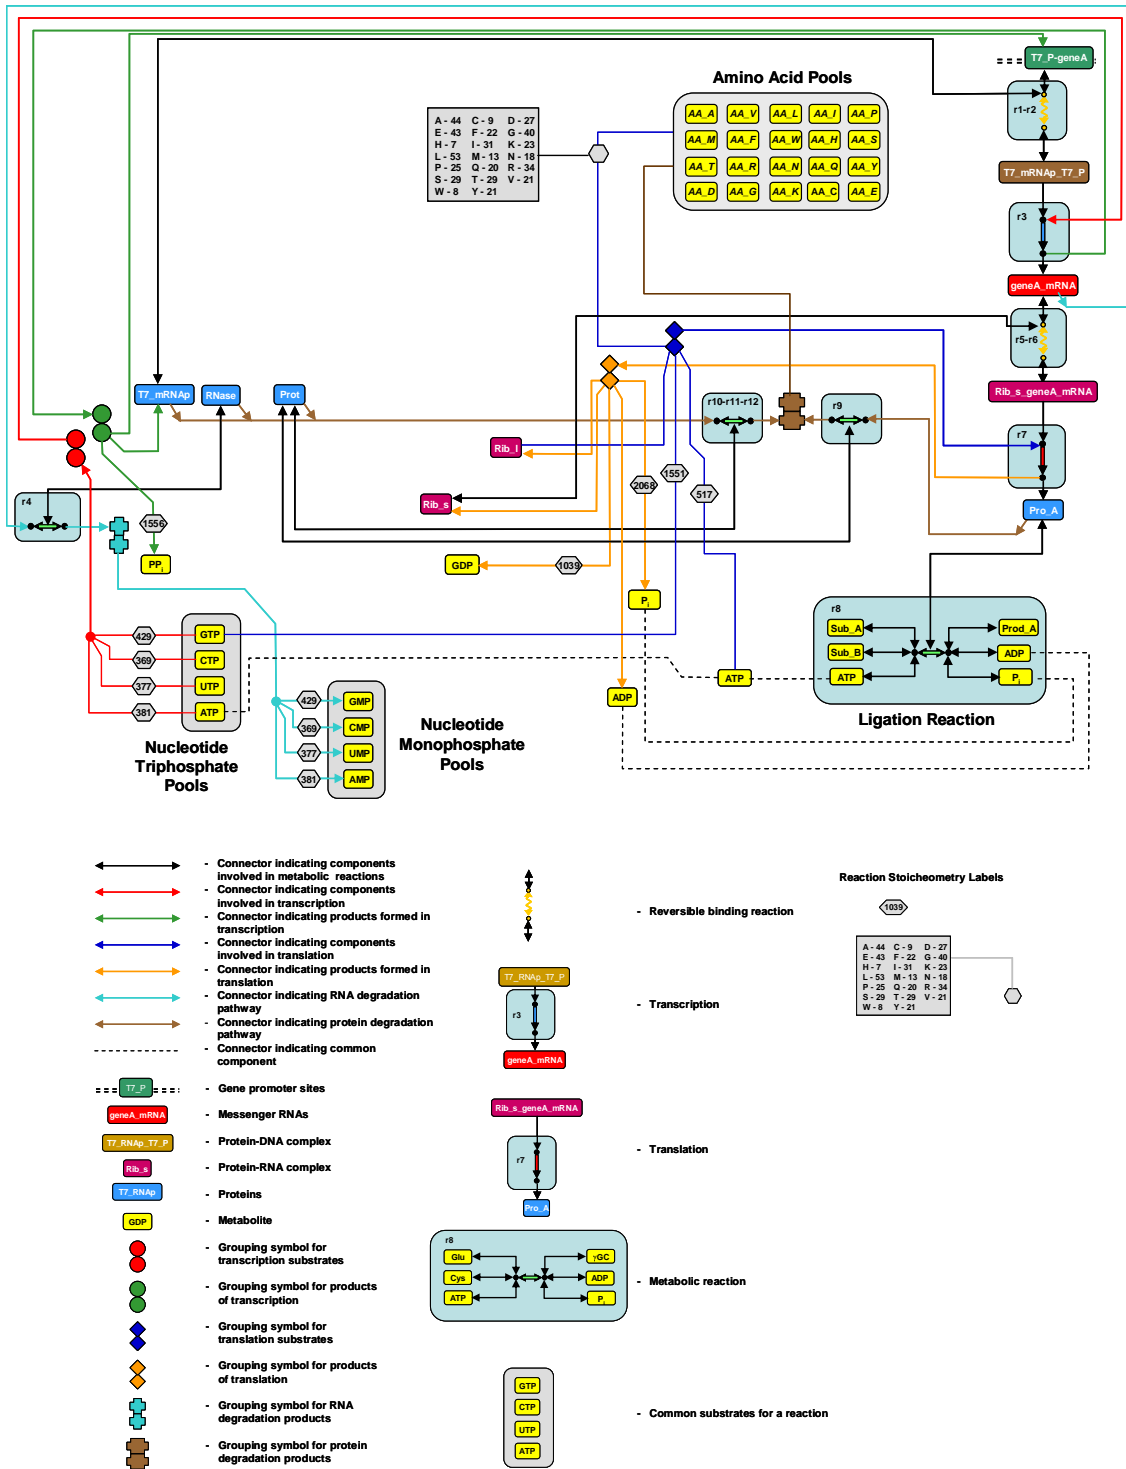 T7_P-geneA
Amino Acid Pools
A - 44 C - 9 D - 27
E - 43 F - 22 G - 40
H - 7 I - 31 K - 23
L - 53 M - 13 N - 18
P - 25 Q - 20 R - 34
S - 29 T - 29 V - 21
W - 8 Y - 21
AA_A AA_V AA_L AA_I AA_P
AA_M AA_F AA_W AA_H AA_S
AA_T AA_R AA_N AA_Q AA_Y
AA_D AA_G AA_K AA_C AA_E
r1-r2
T7_mRNAp_T7_P
r3
geneA_mRNA
r5-r6
Rib_s_geneA_mRNA
T7_mRNAp
RNase
Prot
r10-r11-r12
r9
r7
Rib_l
1551
2068
517
Rib_s
Pro_A
r4
1556
PPi
GDP
1039
Pi
r8
Sub_A
Prod_A
Sub_B
ADP
ATP
Pi
Ligation Reaction
GTP
429
CTP
369
UTP
377
ATP
381
ATP
ADP
Nucleotide
Triphosphate
Pools
429
GMP
369
CMP
377
UMP
381
AMP
Nucleotide
Monophosphate
Pools
- Connector indicating components
involved in metabolic reactions
- Connector indicating components
involved in transcription
- Connector indicating products formed in
transcription
- Connector indicating components
involved in translation
- Connector indicating products formed in
translation
- Connector indicating RNA degradation
pathway
- Connector indicating protein degradation
pathway
- Connector indicating common
component
T7_P - Gene promoter sites
geneA_mRNA - Messenger RNAs
T7_RNAp_T7_P - Protein-DNA complex
Rib_s - Protein-RNA complex
T7_RNAp - Proteins
GDP - Metabolite
- Grouping symbol for
transcription substrates
- Grouping symbol for products
of transcription
- Grouping symbol for
translation substrates
- Grouping symbol for products
of translation
- Grouping symbol for RNA
degradation products
- Grouping symbol for protein
degradation products
- Reversible binding reaction
T7_RNAp_T7_P
r3
- Transcription
geneA_mRNA
Rib_s_geneA_mRNA
r7
- Translation
Pro_A
r8
Glu
γGC
Cys
ADP
ATP
Pi
- Metabolic reaction
GTP
CTP
UTP
ATP
- Common substrates for a reaction
Reaction Stoicheometry Labels
1039
A - 44 C - 9 D - 27
E - 43 F - 22 G - 40
H - 7 I - 31 K - 23
L - 53 M - 13 N - 18
P - 25 Q - 20 R - 34
S - 29 T - 29 V - 21
W - 8 Y - 21